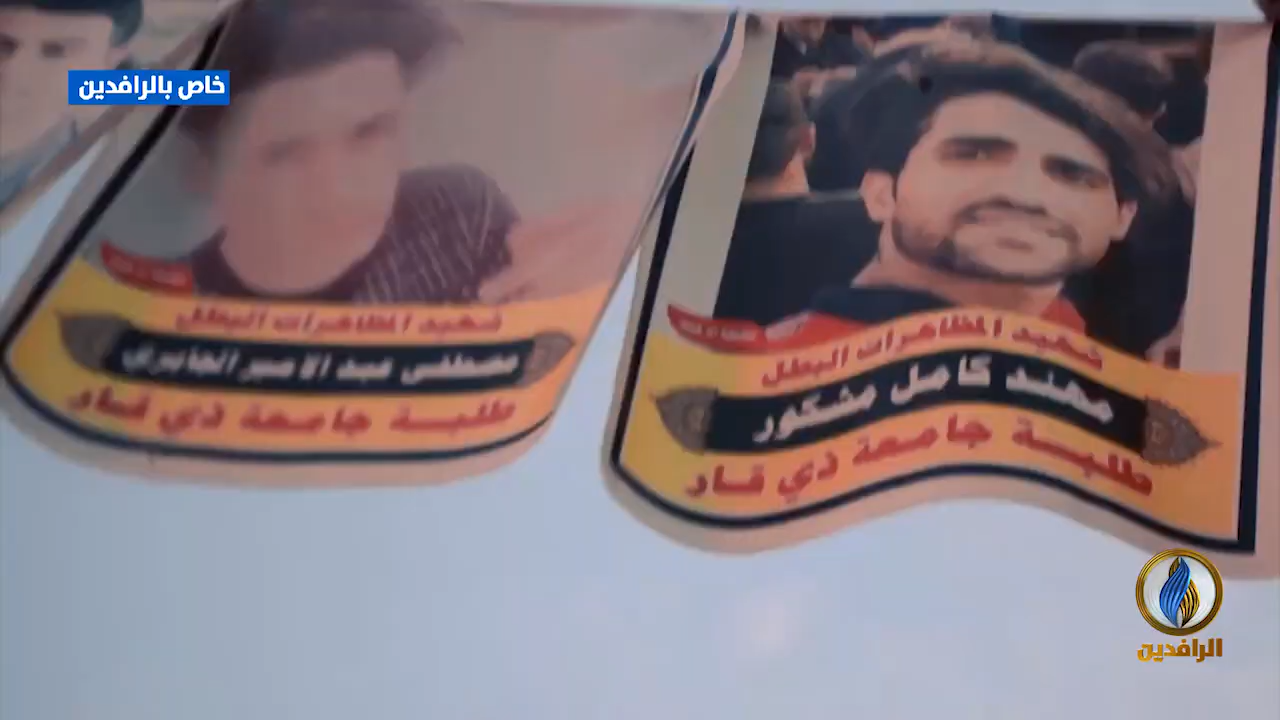 خاص بالرافدين
شهيد المظاهرات البطل
مهند كامل مشكور
طلبة جامعة ذي قار
شهيد المظاهرات البطل
مصطفى عبد الامير الجابري
طلبة جامعة ذي قار
الرافدين